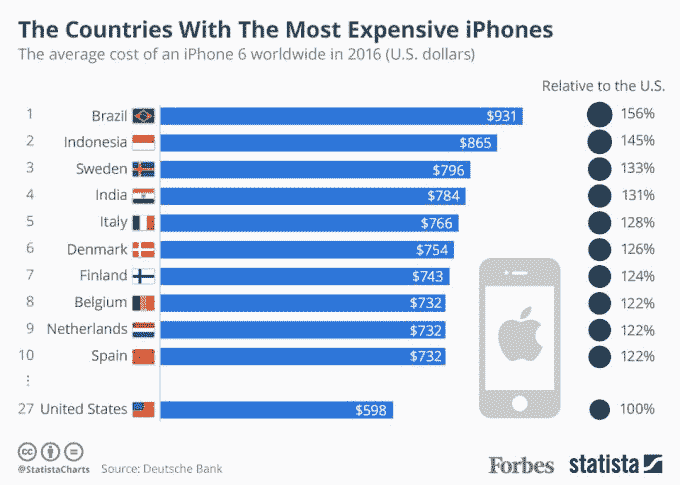 The Countries With The Most Expensive iPhones
The average cost of an iPhone 6 worldwide in 2016 (U.S. dollars)
Relative to the U.S.
1 Brazil $931 156%
2 Indonesia $865 145%
3 Sweden $796 133%
4 India $784 131%
5 Italy $766 128%
6 Denmark $754 126%
7 Finland $743 124%
8 Belgium $732 122%
9 Netherlands $732 122%
10 Spain $732 122%
⋮
27 United States $598 100%
cc
@StatistaCharts Source: Deutsche Bank
Forbes statista